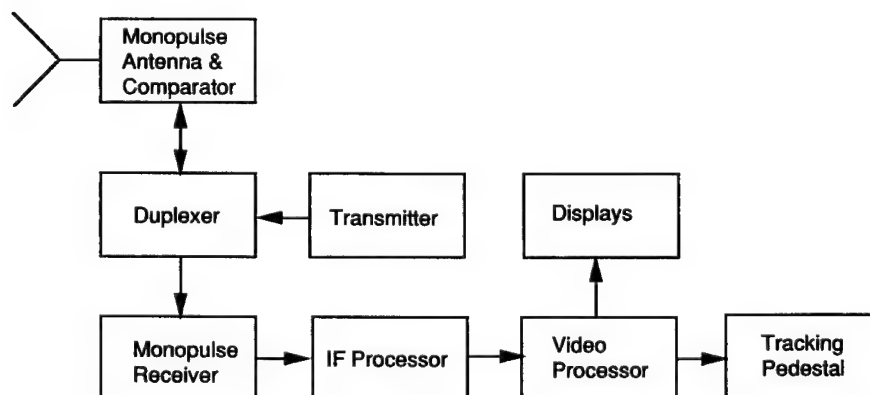 Monopulse
Antenna &
Comparator
Duplexer
Transmitter
Displays
Monopulse
Receiver
IF Processor
Video
Processor
Tracking
Pedestal